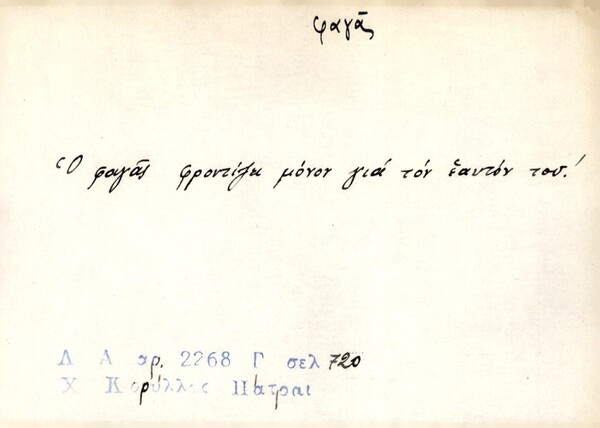 φαγᾶς
Ὁ φαγᾶς φροντίζει μόνον γιά τόν ἑαυτόν του!
Λ Α αρ. 2268 Γ σελ 720
Χ Κορύλλος Πάτραι